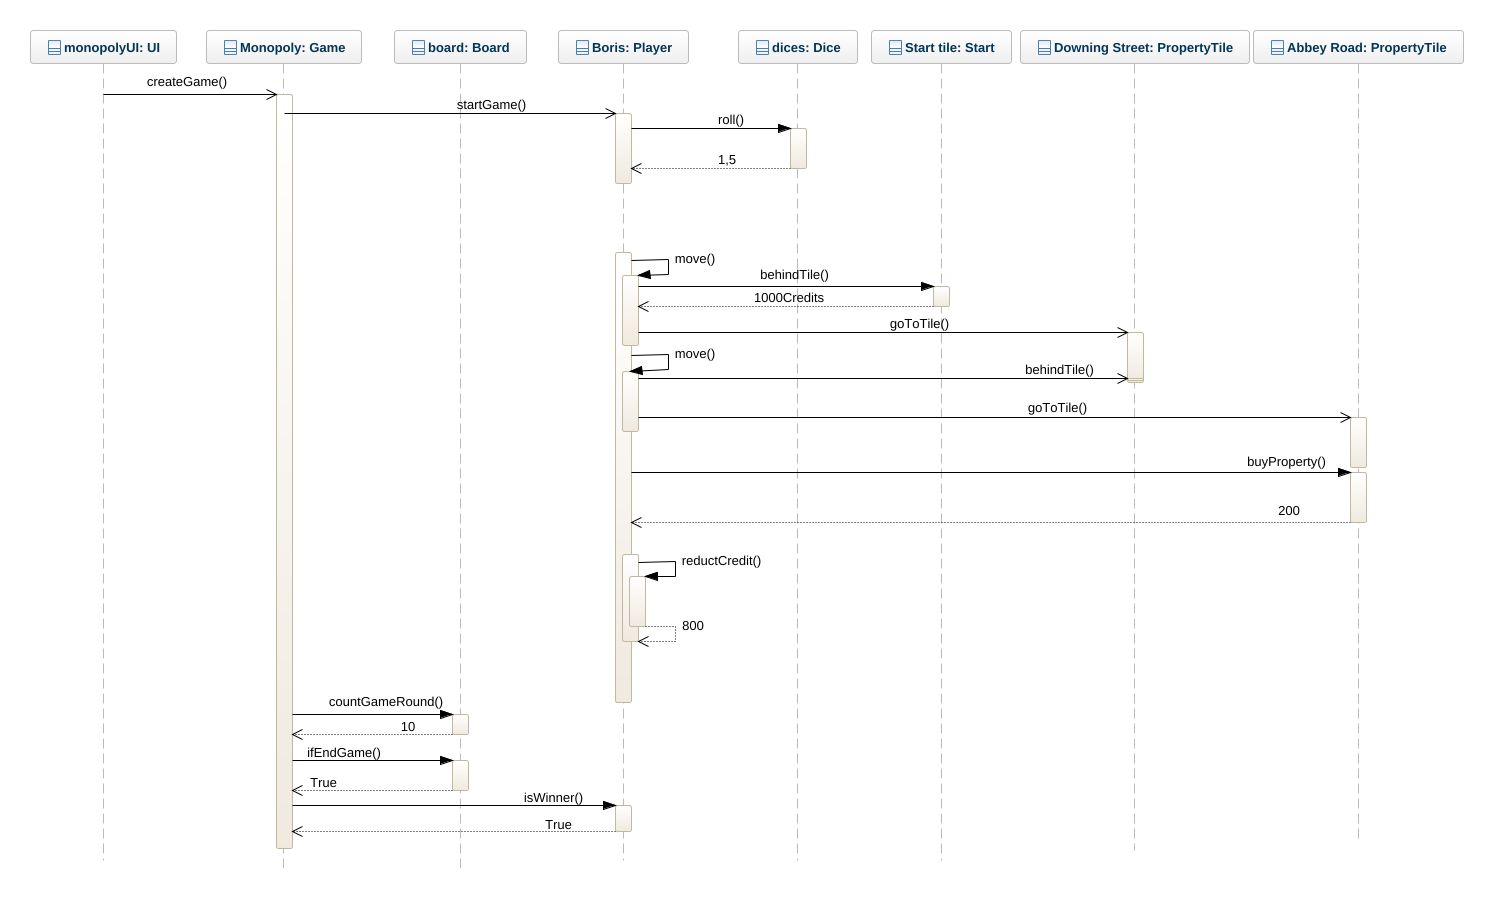 monopolyUI: UI
Monopoly: Game
board: Board
Boris: Player
dices: Dice
Start tile: Start
Downing Street: PropertyTile
Abbey Road: PropertyTile
createGame()
startGame()
roll()
1,5
move()
behindTile()
1000Credits
goToTile()
move()
behindTile()
goToTile()
buyProperty()
200
reductCredit()
800
countGameRound()
10
ifEndGame()
True
isWinner()
True